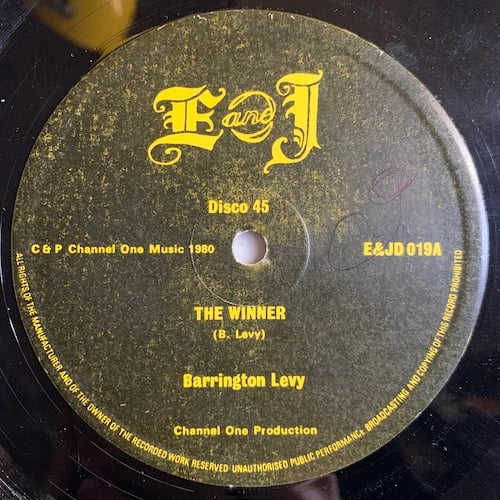 E and J
Disco 45
C & P Channel One Music 1980
E&JD 019A
THE WINNER
(B. Levy)
Barrington Levy
Channel One Production
ALL RIGHTS OF THE MANUFACTURER AND OF THE OWNER OF THE RECORDED WORK RESERVED UNAUTHORISED PUBLIC PERFORMANCE BROADCASTING AND COPYING OF THIS RECORD PROHIBITED